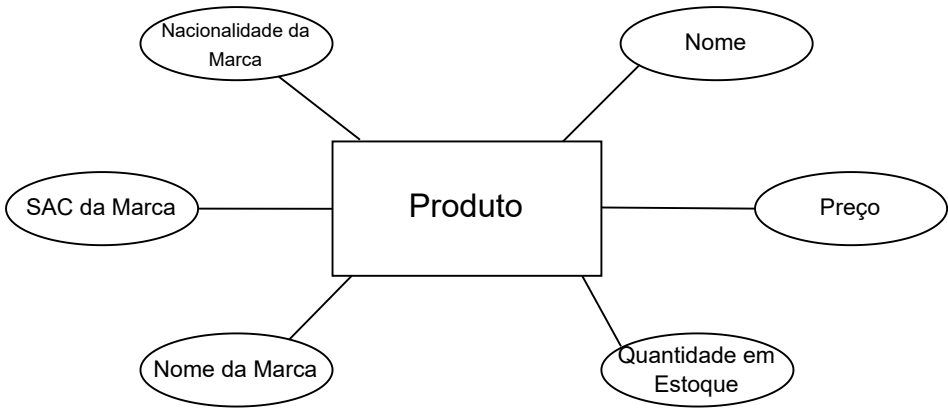 Nacionalidade da
Marca
Nome
SAC da Marca
Produto
Preço
Nome da Marca
Quantidade em
Estoque